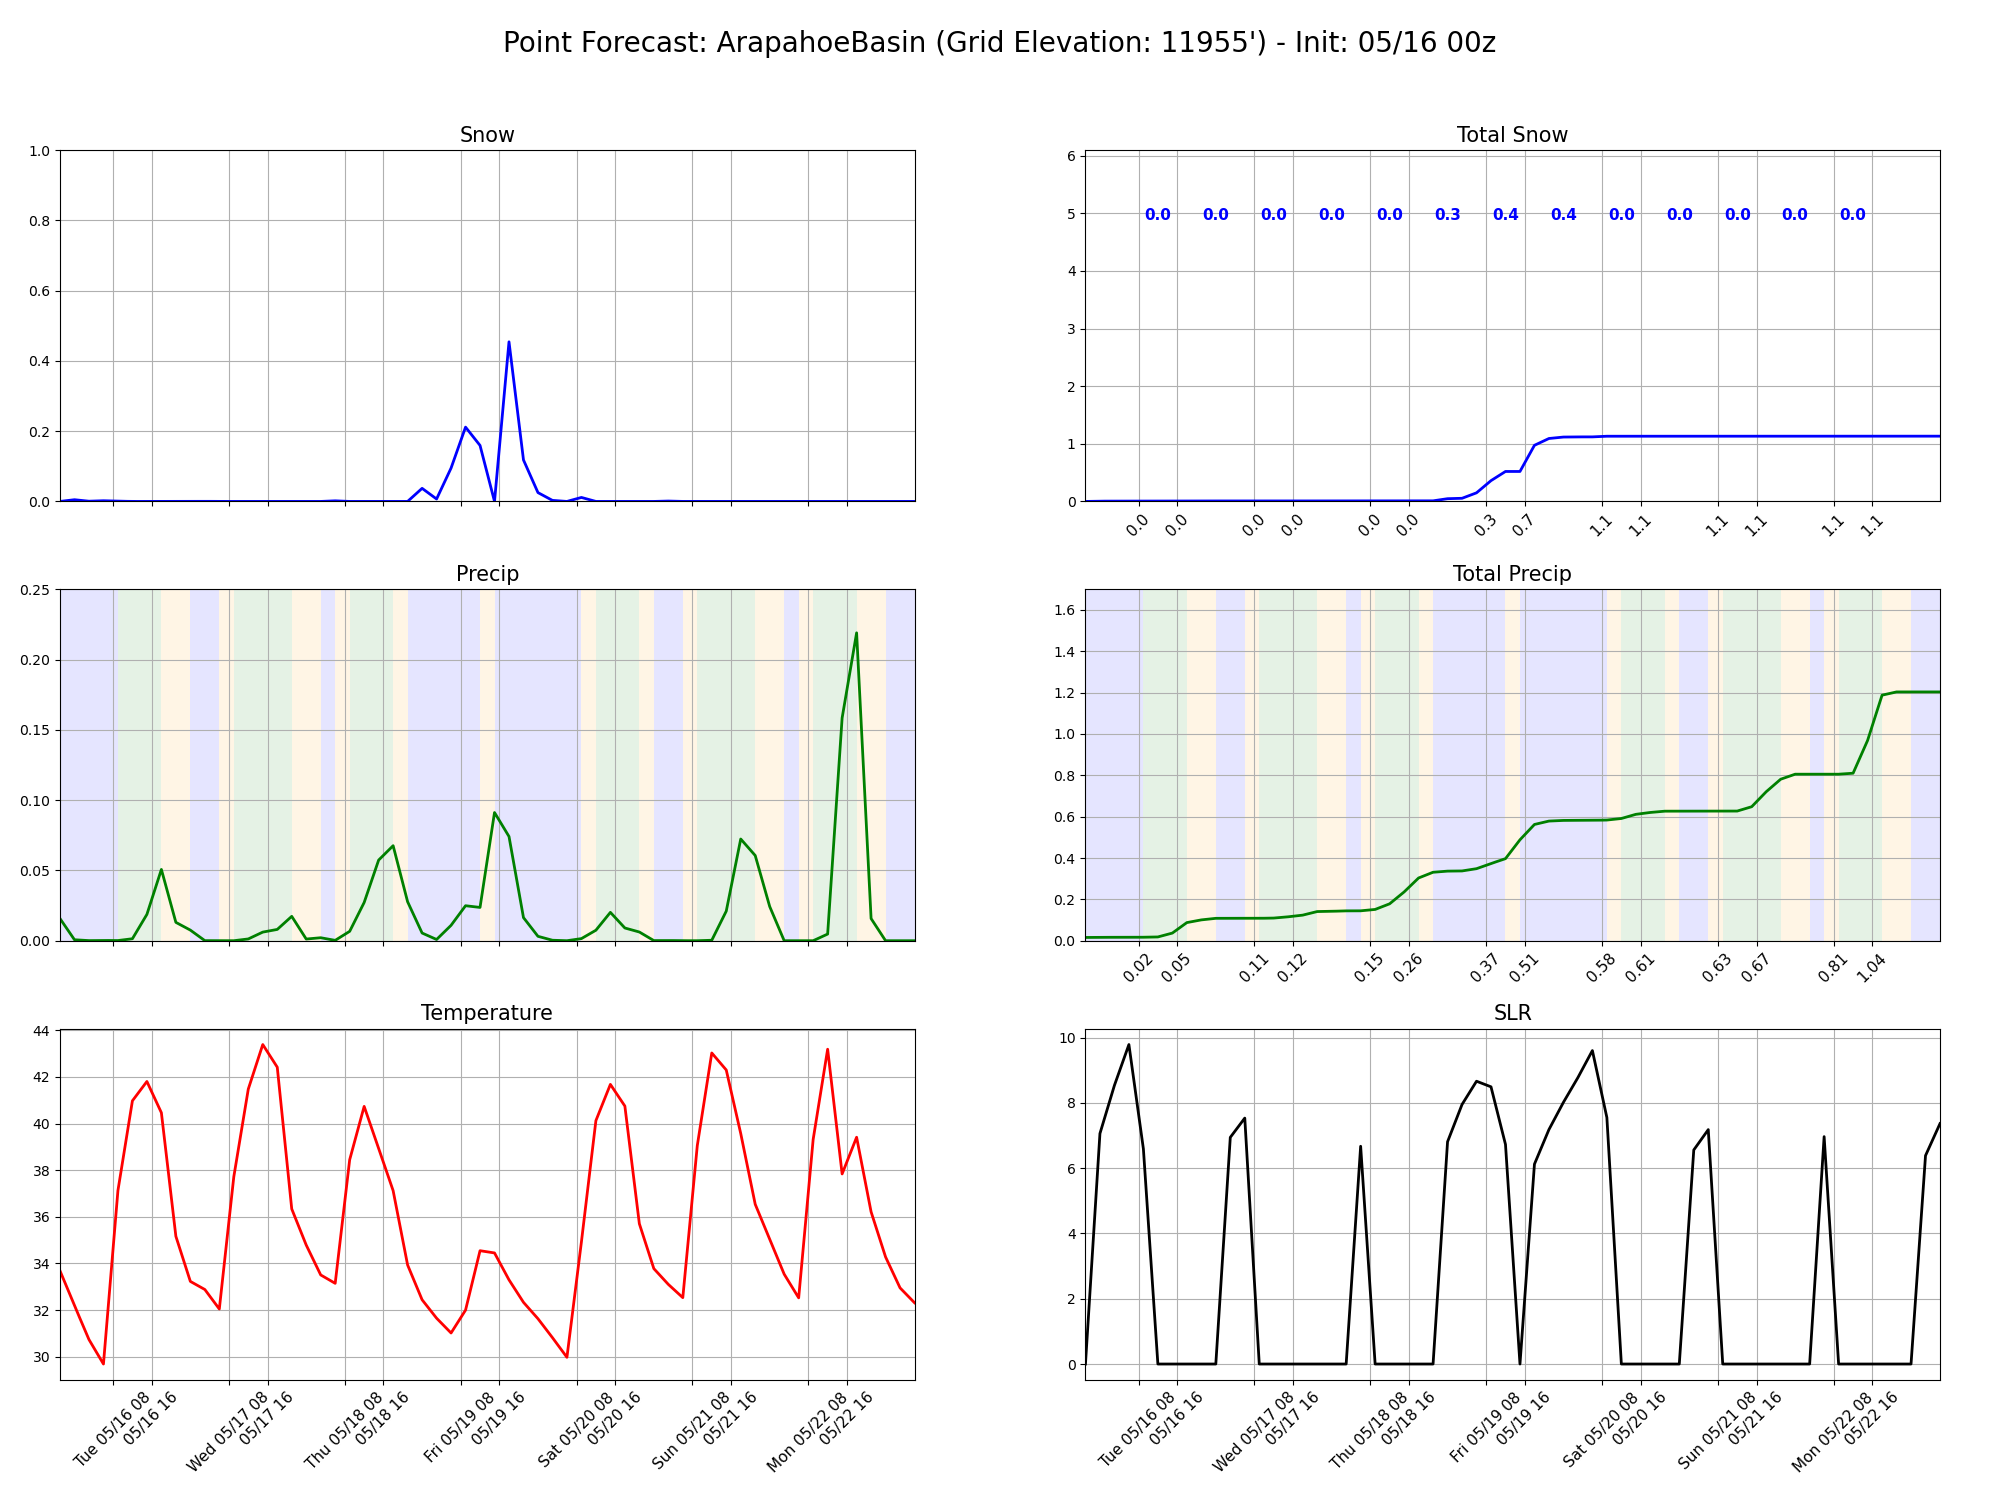 Point Forecast: ArapahoeBasin (Grid Elevation: 11955') - Init: 05/16 00z
Snow
1.0
0.8
0.6
0.4
0.2
0.0
Total Snow
6
5
4
3
2
1
0
0.0 0.0 0.0 0.0 0.0 0.3 0.4 0.4 0.0 0.0 0.0 0.0 0.0
0.0 0.0 0.0 0.0 0.0 0.0 0.3 0.7 1.1 1.1 1.1 1.1 1.1 1.1
Precip
0.25
0.20
0.15
0.10
0.05
0.00
Total Precip
1.6
1.4
1.2
1.0
0.8
0.6
0.4
0.2
0.0
0.02 0.05 0.11 0.12 0.15 0.26 0.37 0.51 0.58 0.61 0.63 0.67 0.81 1.04
Temperature
44
42
40
38
36
34
32
30
Tue 05/16 08
05/16 16
Wed 05/17 08
05/17 16
Thu 05/18 08
05/18 16
Fri 05/19 08
05/19 16
Sat 05/20 08
05/20 16
Sun 05/21 08
05/21 16
Mon 05/22 08
05/22 16
SLR
10
8
6
4
2
0
Tue 05/16 08
05/16 16
Wed 05/17 08
05/17 16
Thu 05/18 08
05/18 16
Fri 05/19 08
05/19 16
Sat 05/20 08
05/20 16
Sun 05/21 08
05/21 16
Mon 05/22 08
05/22 16